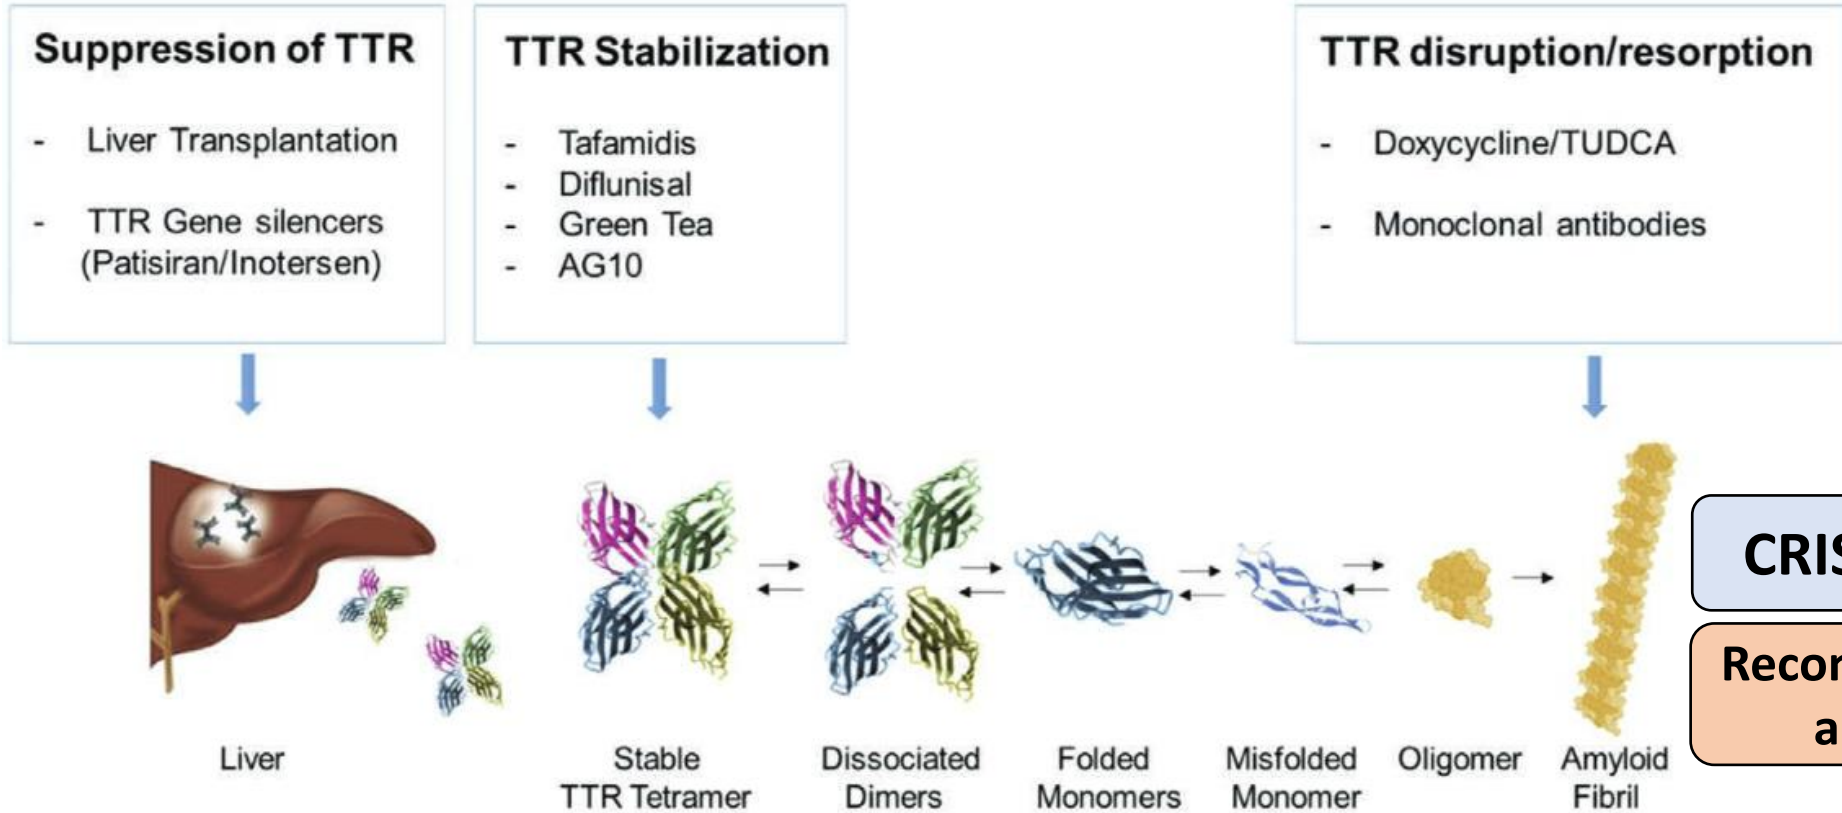 Suppression of TTR
- Liver Transplantation
- TTR Gene silencers
(Patisiran/Inotersen)
TTR Stabilization
- Tafamidis
- Diflunisal
- Green Tea
- AG10
TTR disruption/resorption
- Doxycycline/TUDCA
- Monoclonal antibodies
Liver
Stable
TTR Tetramer
Dissociated
Dimers
Folded
Monomers
Misfolded
Monomer
Oligomer
Amyloid
Fibril